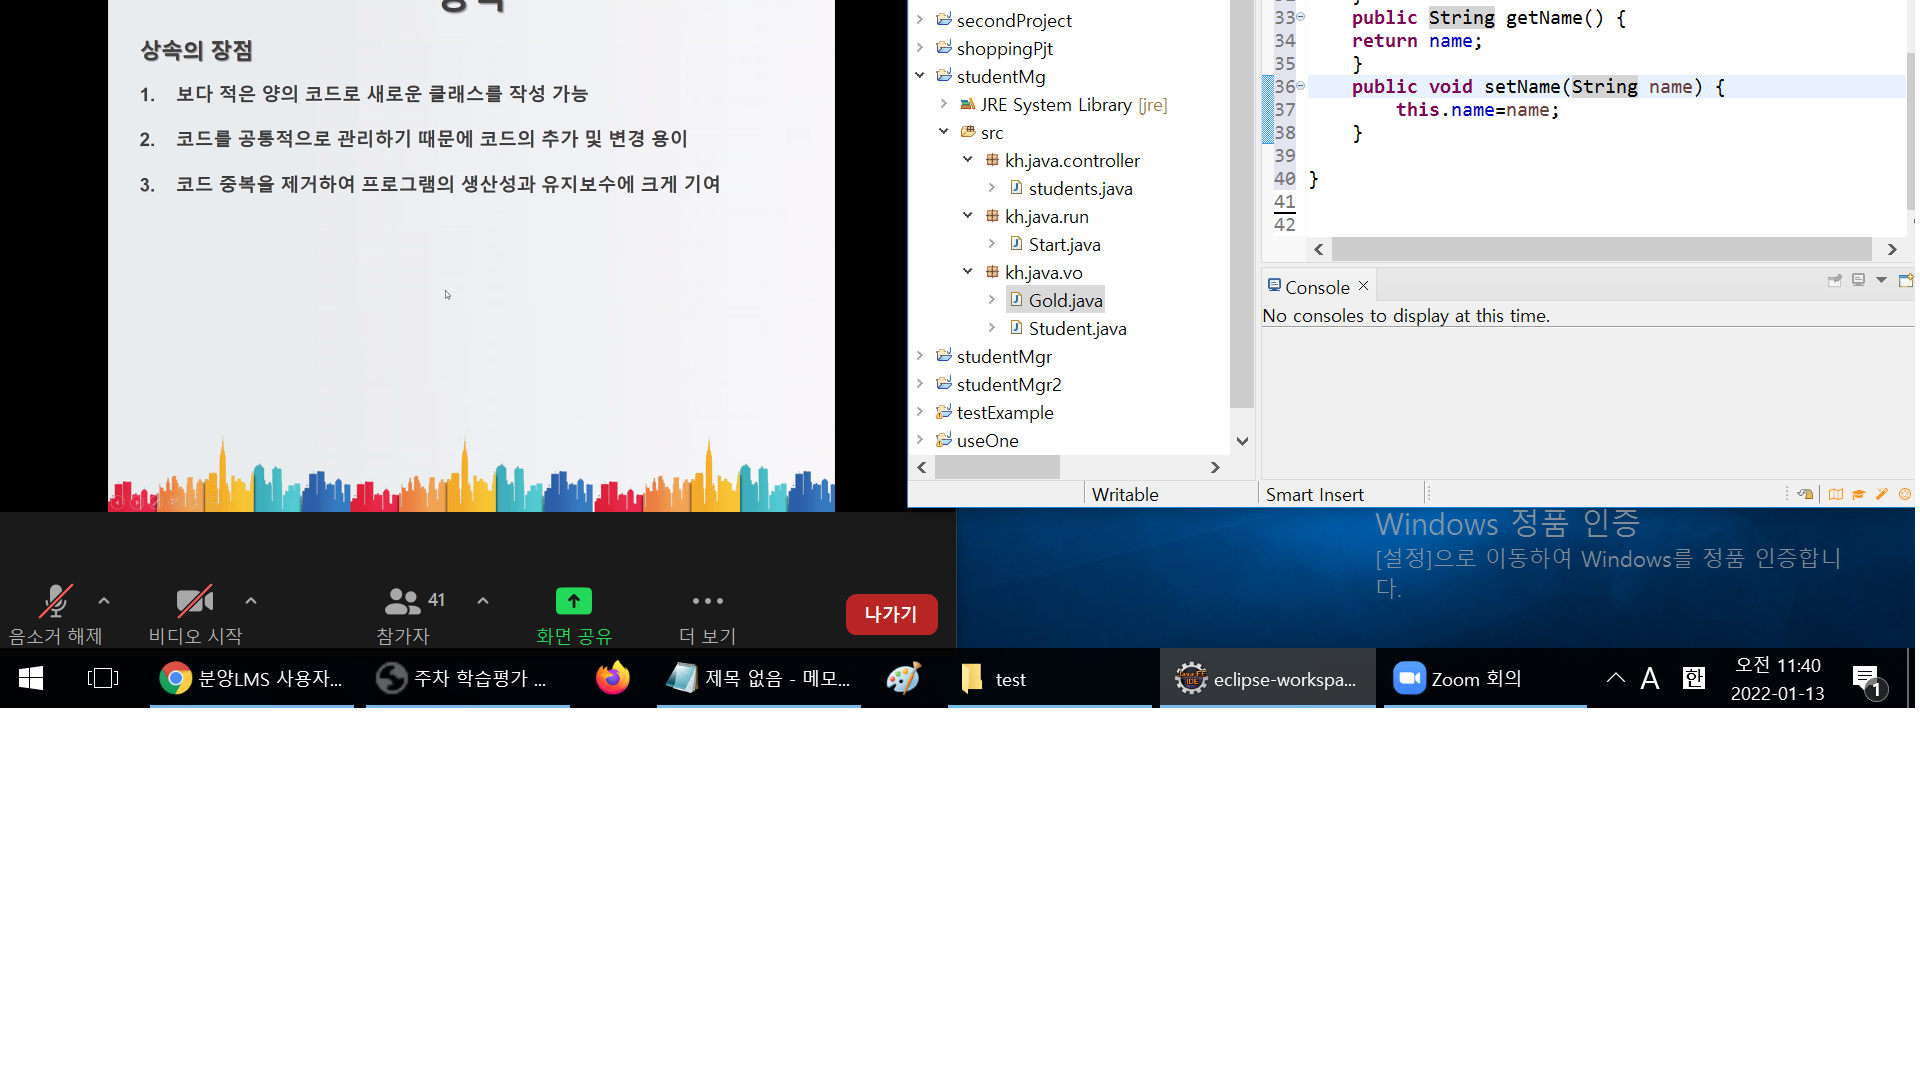 상속의 장점
1. 보다 적은 양의 코드로 새로운 클래스를 작성 가능
2. 코드를 공통적으로 관리하기 때문에 코드의 추가 및 변경 용이
3. 코드 중복을 제거하여 프로그램의 생산성과 유지보수에 크게 기여
음소거 해제
비디오 시작
41
참가자
화면 공유
더 보기
나가기
secondProject
shoppingPjt
studentMg
JRE System Library [jre]
src
kh.java.controller
students.java
kh.java.run
Start.java
kh.java.vo
Gold.java
Student.java
studentMgr
studentMgr2
testExample
useOne
33 public String getName() {
34 return name;
35 }
36 public void setName(String name) {
37 this.name=name;
38 }
39
40 }
41
42
Console
No consoles to display at this time.
Writable
Smart Insert
Windows 정품 인증
[설정]으로 이동하여 Windows를 정품 인증합니
다.
분양LMS 사용자...
주차 학습평가 ...
제목 없음 - 메모...
test
eclipse-workspa...
Zoom 회의
A
한
오전 11:40
2022-01-13
1